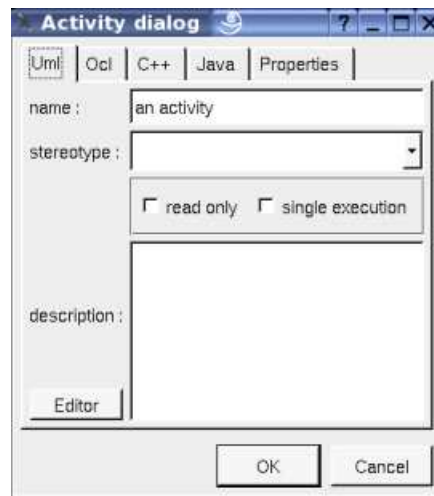 Activity dialog
Uml Ocl C++ Java Properties
name : an activity
stereotype :
read only single execution
description :
Editor
OK Cancel